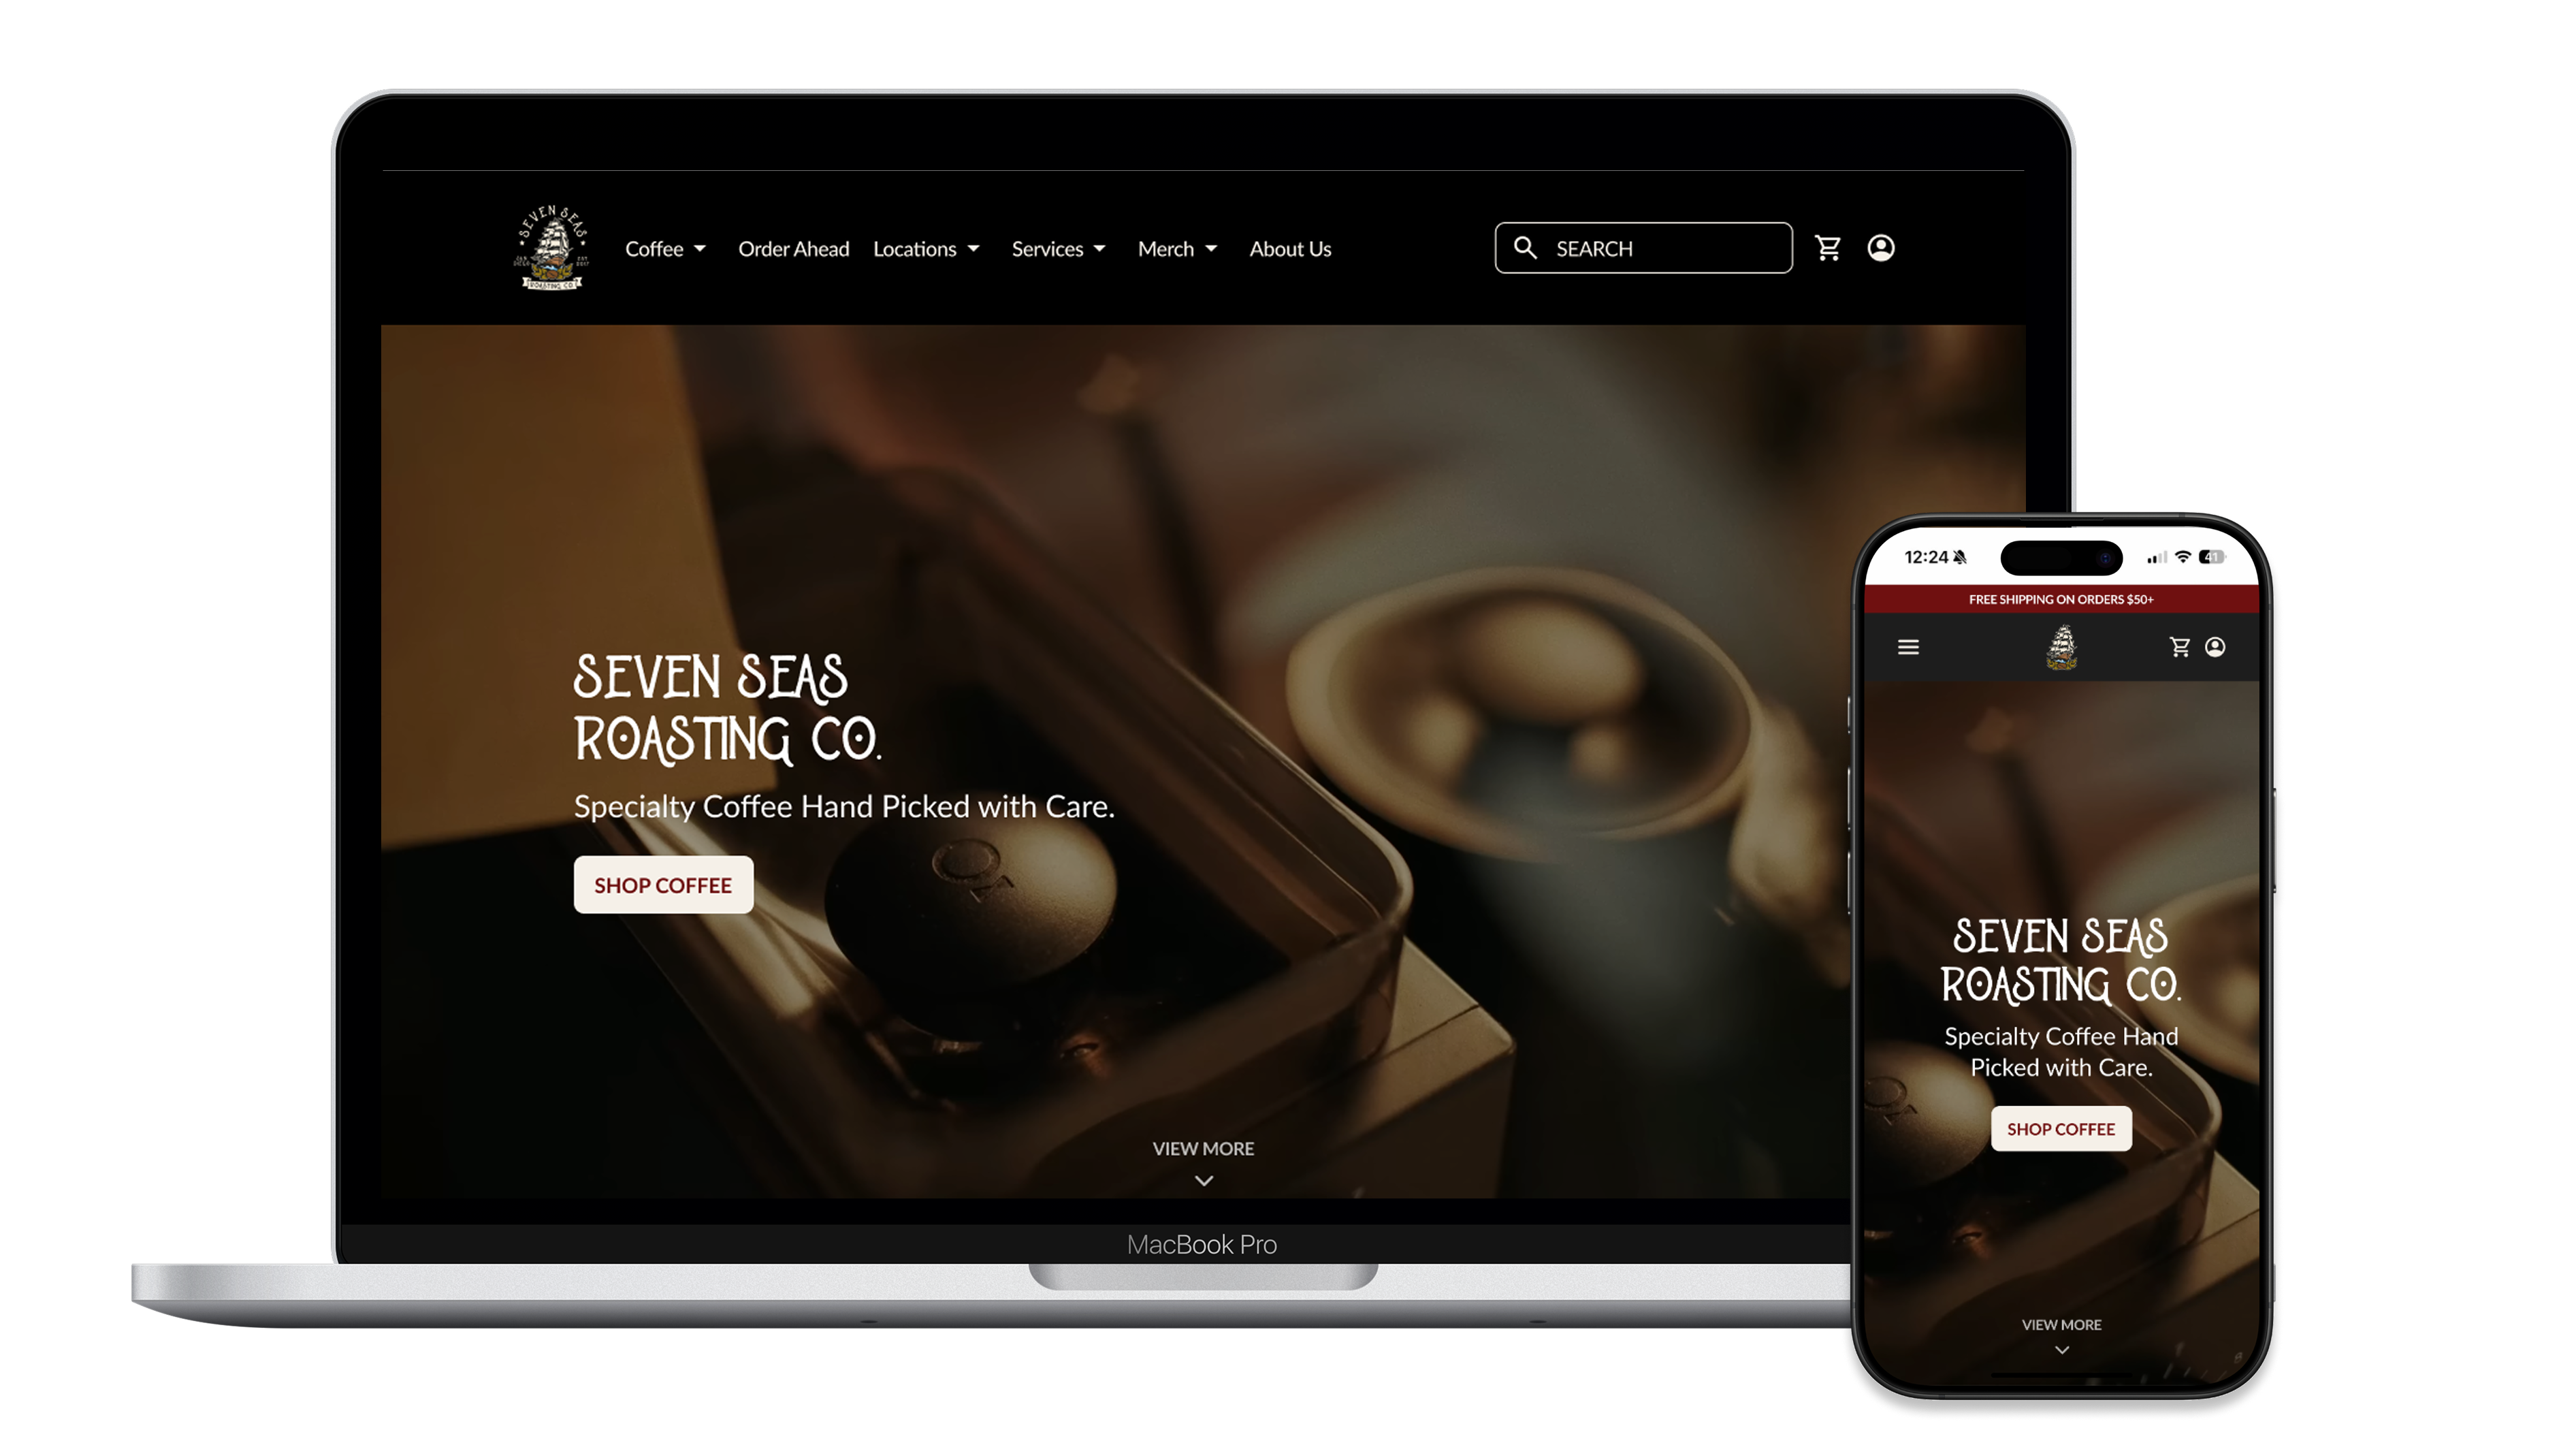 SEVEN SEAS
ROASTING CO
Coffee
Order Ahead
Locations
Services
Merch
About Us
SEARCH
SEVEN SEAS
ROASTING CO.
Specialty Coffee Hand Picked with Care.
SHOP COFFEE
VIEW MORE
MacBook Pro
12:24
41
FREE SHIPPING ON ORDERS $50+
SEVEN SEAS
ROASTING CO.
Specialty Coffee Hand
Picked with Care.
SHOP COFFEE
VIEW MORE